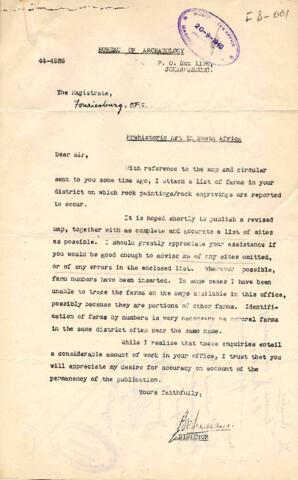 F B-001
MAGISTRATE'S OFFICE
20-9-1940
BUREAU OF ARCHAEOLOGY
44-4586
P. O. Box
JOHANNESBURG.
The Magistrate,
Fouriesburg, OFS.
Prehistoric Art in South Africa
Dear Sir,
With reference to the map and circular
sent to you some time ago, I attach a list of farms in your
district on which rock paintings/rock engravings are reported
to occur.
It is hoped shortly to publish a revised
map, together with as complete and accurate a list of sites
as possible. I should greatly appreciate your assistance if
you would be good enough to advise me of any sites omitted,
or of any errors in the enclosed list. Wherever possible,
farm numbers have been inserted. In some cases I have been
unable to trace the farms on the maps available in this office,
possibly because they are portions of other farms. Identifi-
cation of farms by numbers is very necessary as several farms
in the same district often bear the same name.
While I realise that these enquiries entail
a considerable amount of work in your office, I trust that you
will appreciate my desire for accuracy on account of the
permanency of the publication.
Yours faithfully,
DIRECTOR